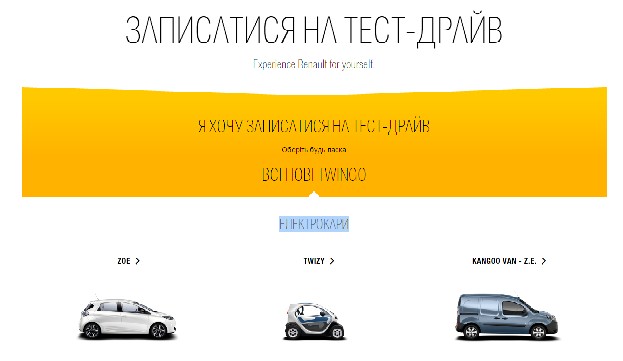 ЗАПИСАТИСЯ НА ТЕСТ-ДРАЙВ
Experience Renault for yourself
Я ХОЧУ ЗАПИСАТИСЯ НА ТЕСТ-ДРАЙВ
Оберіть будь ласка
ВСІ НОВІ TWINGO
ЕЛЕКТРОКАРИ
ZOE
TWIZY
KANGOO VAN - Z.E.